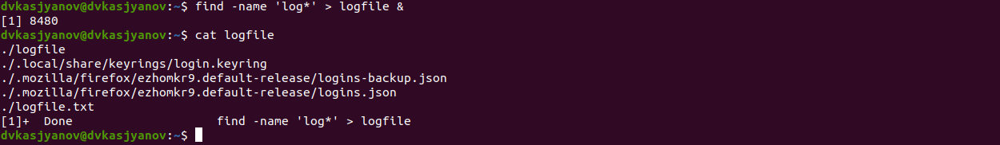 dvkasjyanov@dvkasjyanov:~$ find -name 'log*' > logfile &
[1] 8480
dvkasjyanov@dvkasjyanov:~$ cat logfile
./logfile
./.local/share/keyrings/login.keyring
./.mozilla/firefox/ezhomkr9.default-release/logins-backup.json
./.mozilla/firefox/ezhomkr9.default-release/logins.json
./logfile.txt
[1]+  Done                    find -name 'log*' > logfile
dvkasjyanov@dvkasjyanov:~$